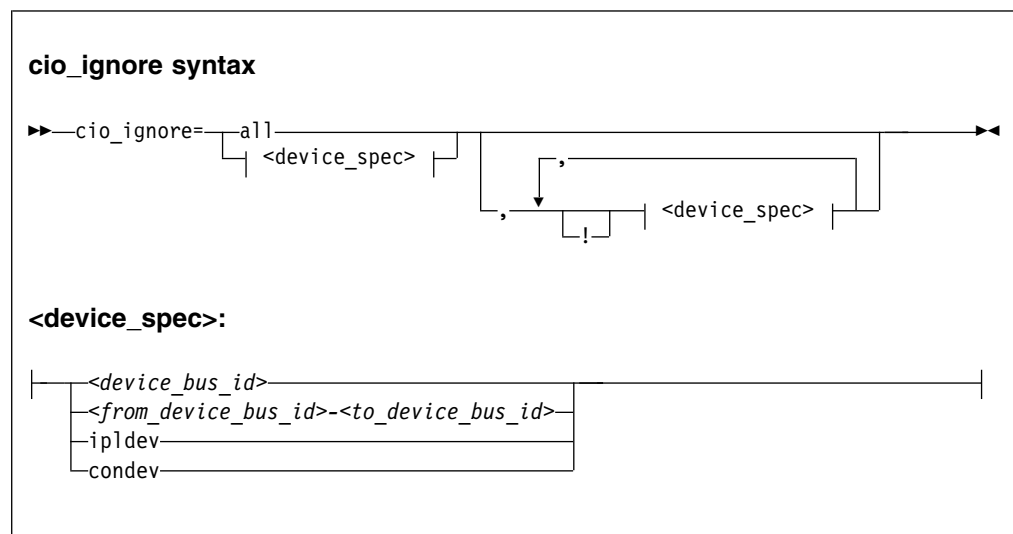 cio_ignore syntax
cio_ignore= all
<device_spec>
,
, <device_spec>
!
<device_spec>:
<device_bus_id>
<from_device_bus_id>-<to_device_bus_id>
ipldev
condev